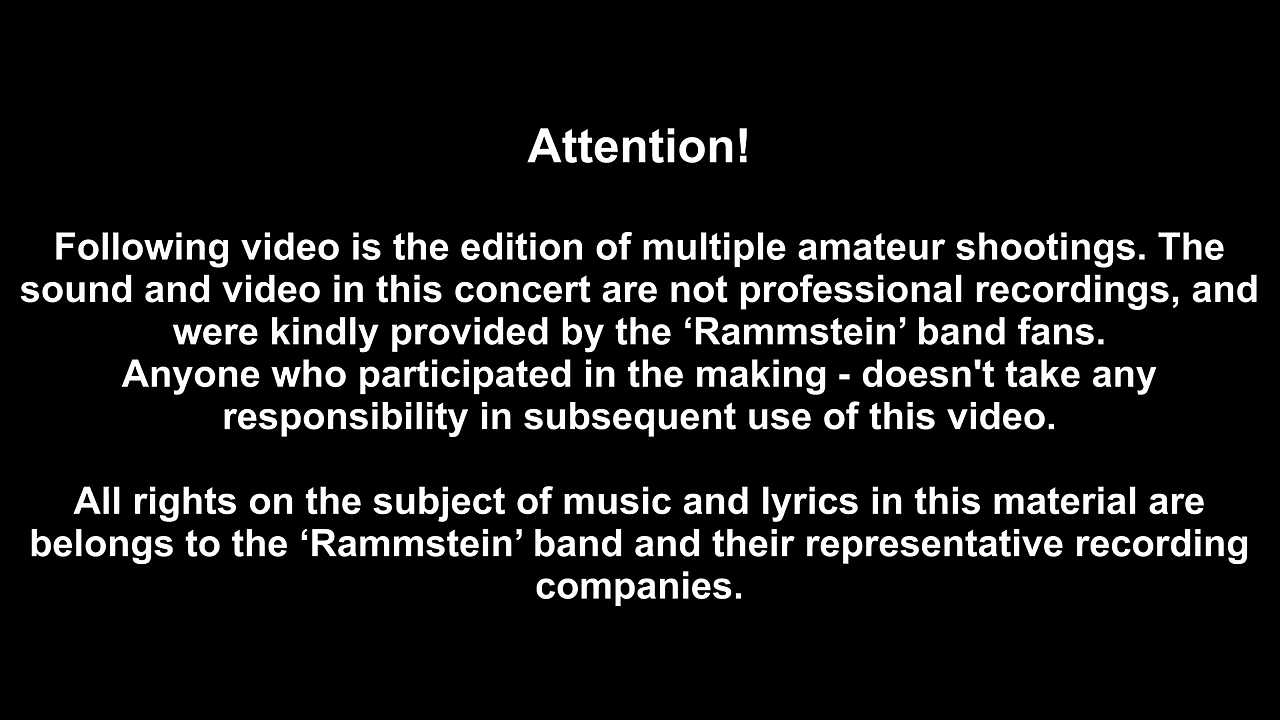 Attention!
Following video is the edition of multiple amateur shootings. The
sound and video in this concert are not professional recordings, and
were kindly provided by the ‘Rammstein’ band fans.
Anyone who participated in the making - doesn't take any
responsibility in subsequent use of this video.
All rights on the subject of music and lyrics in this material are
belongs to the ‘Rammstein’ band and their representative recording
companies.